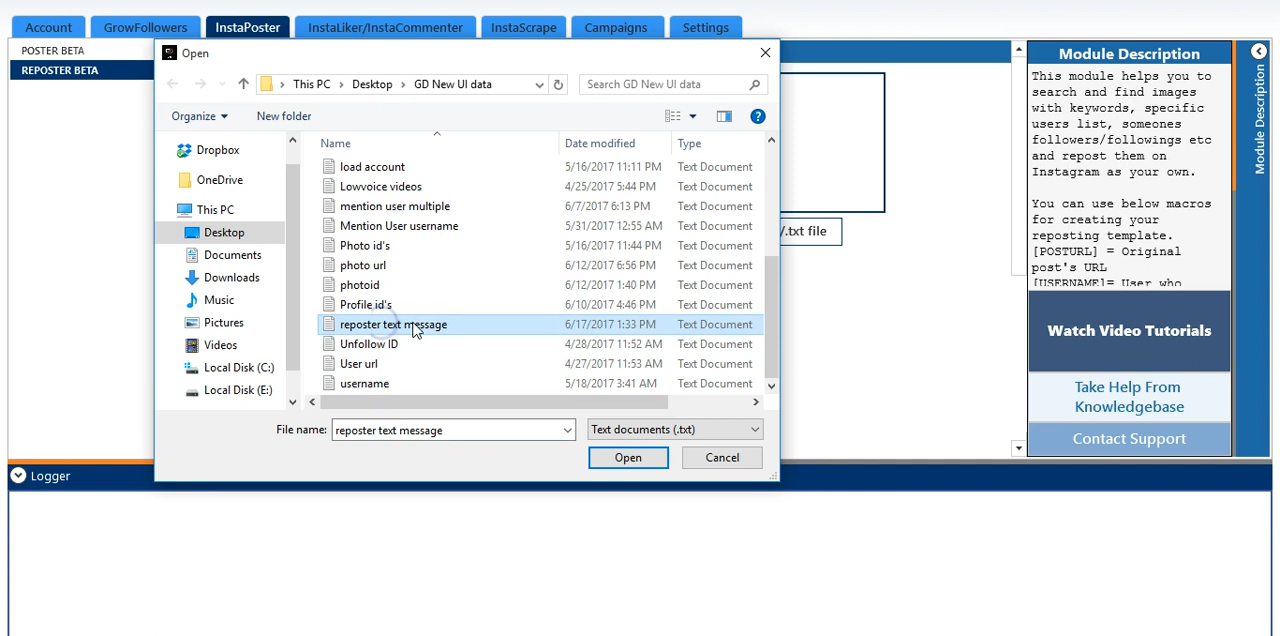 Account
GrowFollowers
InstaPoster
InstaLiker/InstaCommenter
InstaScrape
Campaigns
Settings
POSTER BETA
REPOSTER BETA
Open
This PC > Desktop > GD New UI data
Search GD New UI data
Organize
New folder
Name
Date modified
Type
Dropbox
OneDrive
This PC
Desktop
Documents
Downloads
Music
Pictures
Videos
Local Disk (C:)
Local Disk (E:)
load account 5/16/2017 11:11 PM Text Document
Lowvoice videos 4/25/2017 5:44 PM Text Document
mention user multiple 6/7/2017 6:13 PM Text Document
Mention User username 5/31/2017 12:55 AM Text Document
Photo id's 5/16/2017 11:44 PM Text Document
photo url 6/12/2017 6:56 PM Text Document
photoid 6/12/2017 1:40 PM Text Document
Profile id's 6/10/2017 4:46 PM Text Document
reposter text message 6/17/2017 1:33 PM Text Document
Unfollow ID 4/28/2017 11:52 AM Text Document
User url 4/27/2017 11:53 AM Text Document
username 5/18/2017 3:41 AM Text Document
File name: reposter text message
Text documents (.txt)
Open
Cancel
/.txt file
Module Description
This module helps you to
search and find images
with keywords, specific
users list, someones
followers/followings etc
and repost them on
Instagram as your own.
You can use below macros
for creating your
reposting template.
[POSTURL] = Original
post's URL
[USERNAME]= User who
Watch Video Tutorials
Take Help From
Knowledgebase
Contact Support
Module Description
Logger